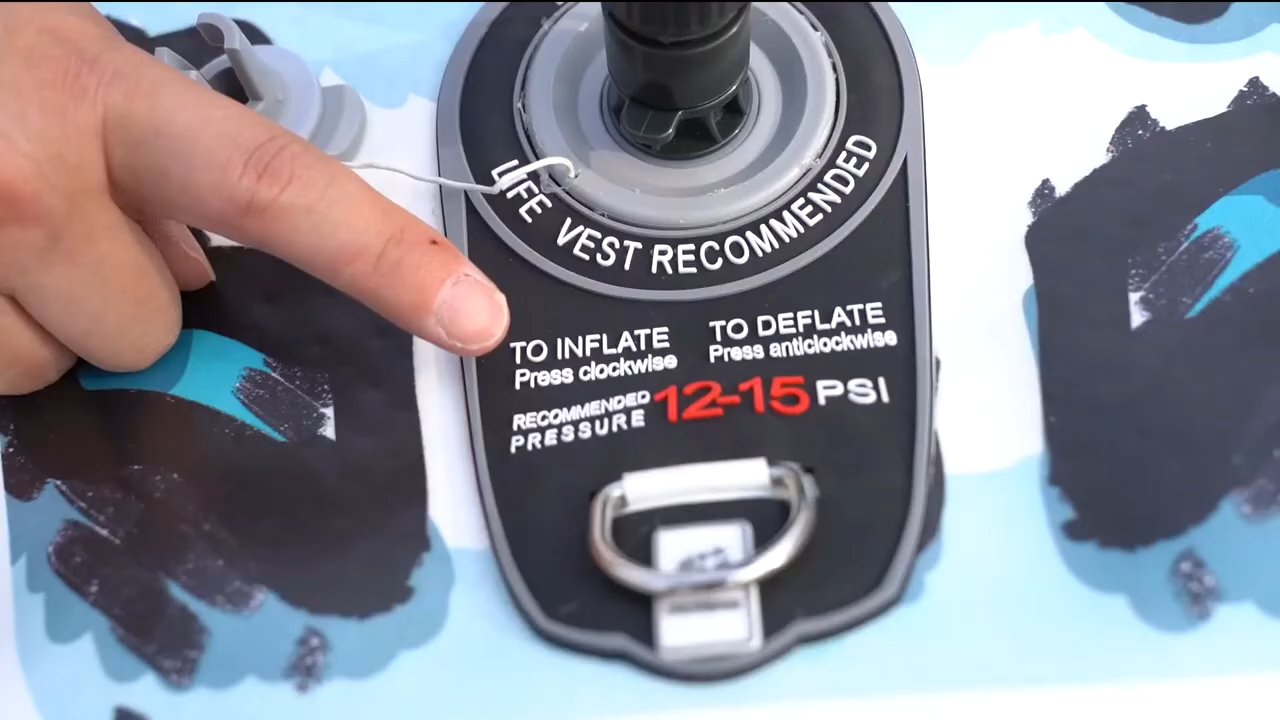 LIFE VEST RECOMMENDED
TO INFLATE
Press clockwise
TO DEFLATE
Press anticlockwise
RECOMMENDED PRESSURE 12-15 PSI